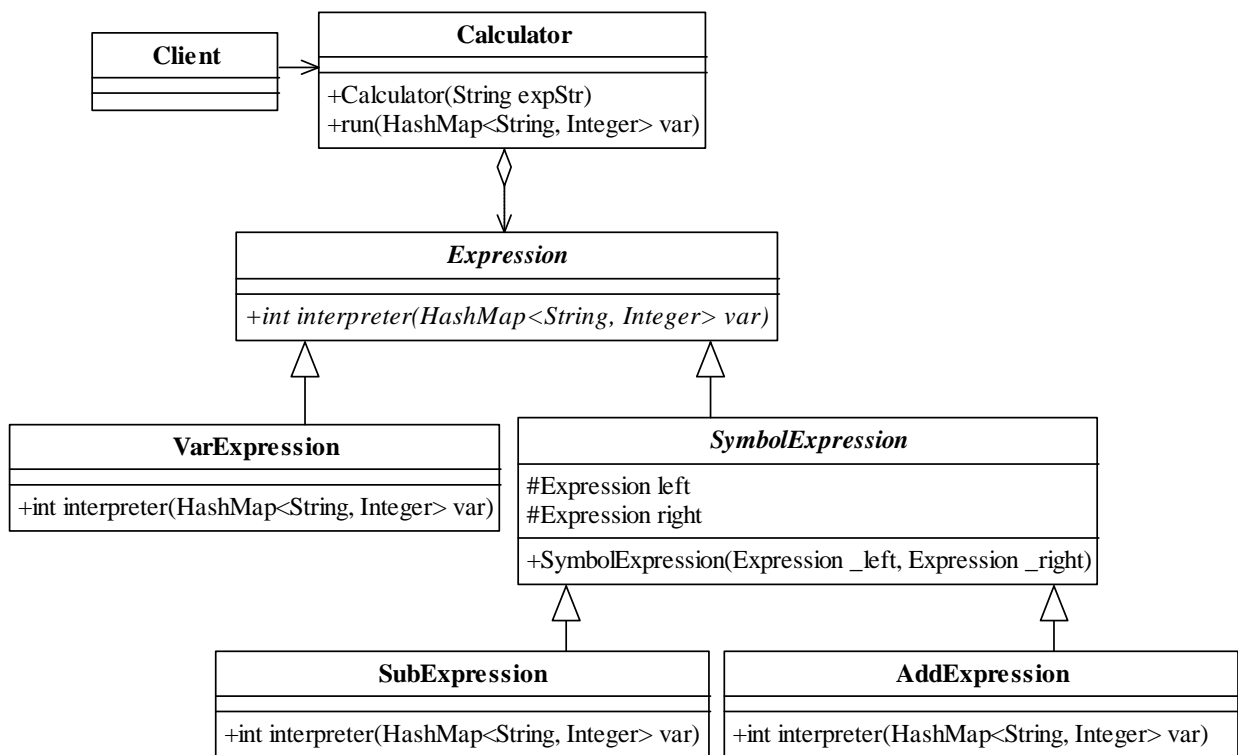 Client
Calculator
+Calculator(String expStr)
+run(HashMap<String, Integer> var)
Expression
+int interpreter(HashMap<String, Integer> var)
VarExpression
+int interpreter(HashMap<String, Integer> var)
SymbolExpression
#Expression left
#Expression right
+SymbolExpression(Expression _left, Expression _right)
SubExpression
+int interpreter(HashMap<String, Integer> var)
AddExpression
+int interpreter(HashMap<String, Integer> var)